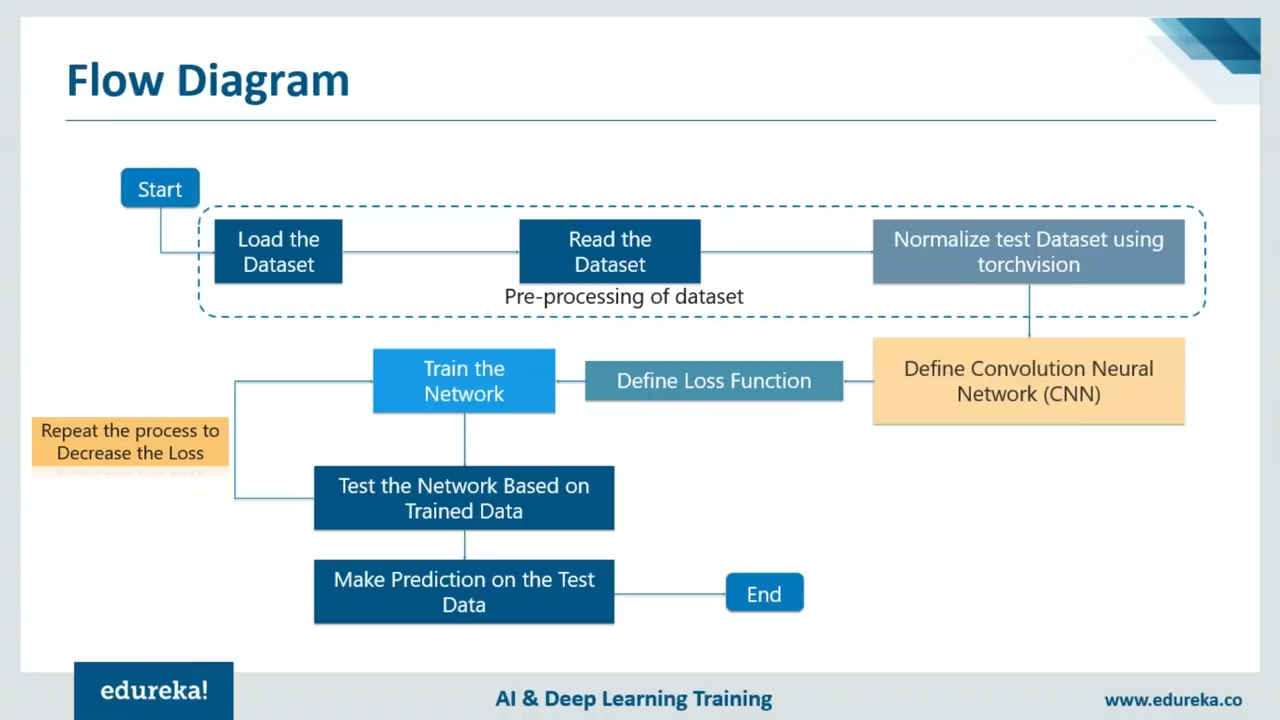 Flow Diagram
Start
Load the
Dataset
Read the
Dataset
Normalize test Dataset using
torchvision
Pre-processing of dataset
Define Convolution Neural
Network (CNN)
Define Loss Function
Train the
Network
Repeat the process to
Decrease the Loss
Test the Network Based on
Trained Data
Make Prediction on the Test
Data
End
edureka!
AI & Deep Learning Training
www.edureka.co